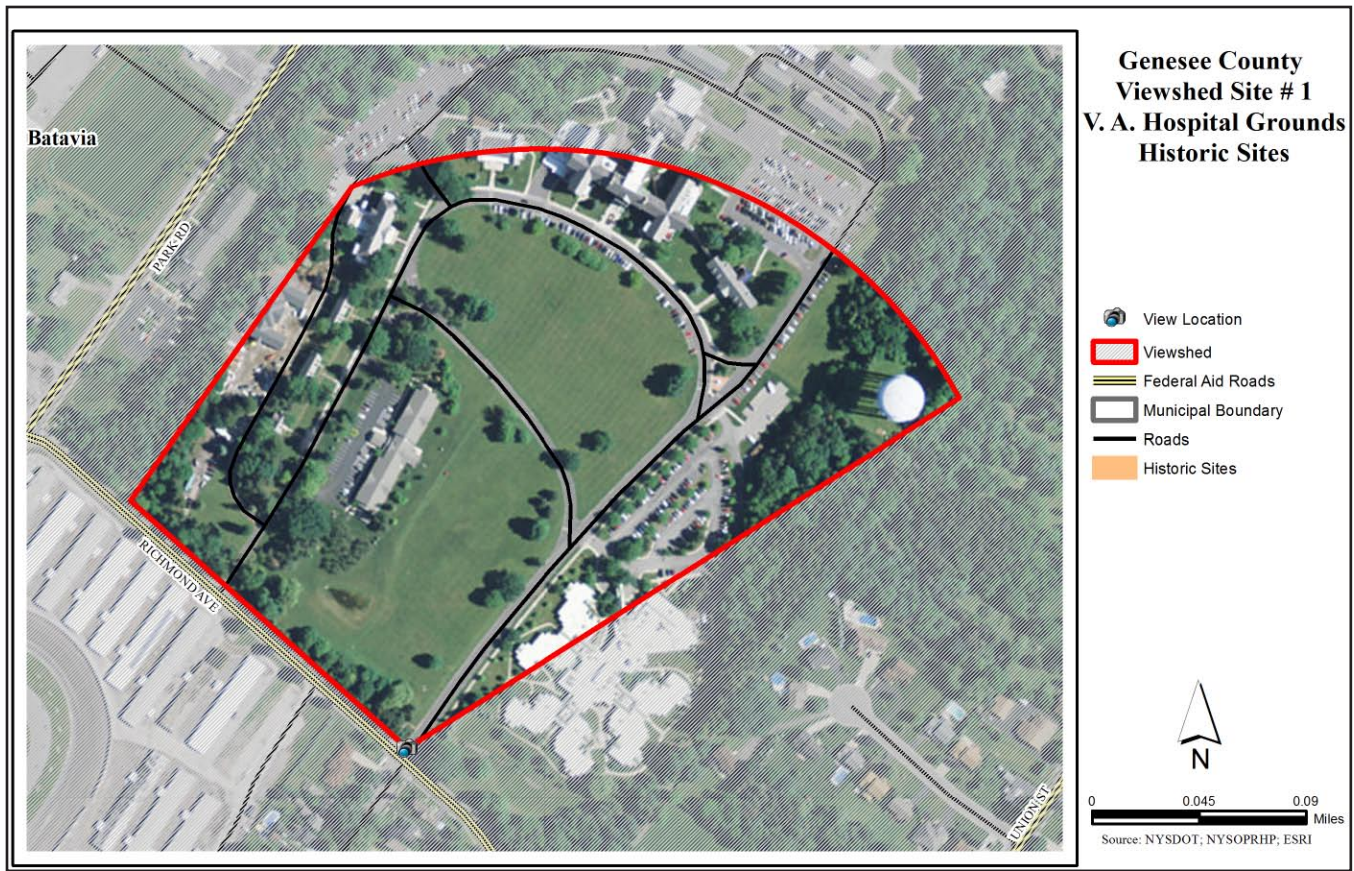 Genesee County
Viewshed Site # 1
V. A. Hospital Grounds
Historic Sites
Batavia
PARK RD
RICHMOND AVE
UNION ST
View Location
Viewshed
Federal Aid Roads
Municipal Boundary
Roads
Historic Sites
N
0 0.045 0.09
Miles
Source: NYSDOT; NYSOPRHP; ESRI